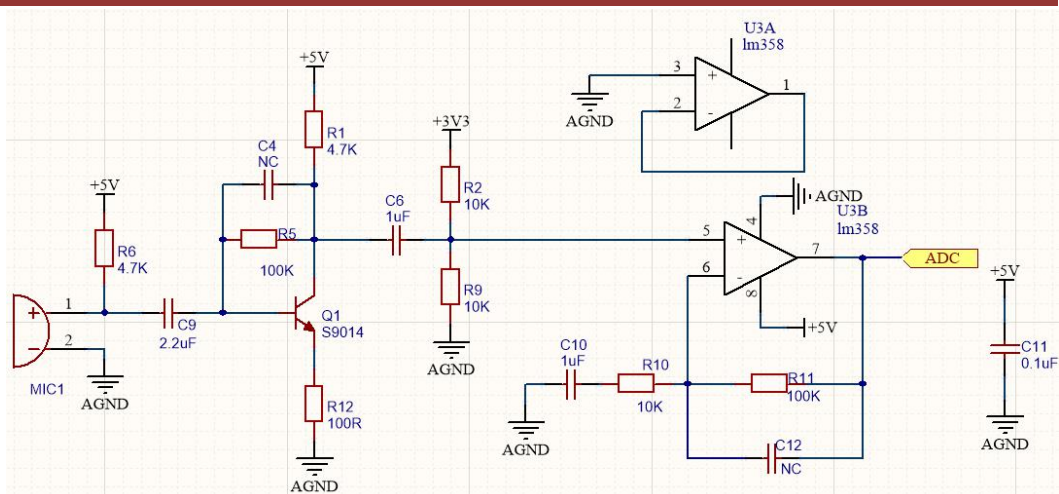 U3A
lm358
3
+
1
2
-
AGND
+5V
R1
4.7K
+3V3
C4
NC
R2
10K
+5V
C6
1uF
AGND
U3B
lm358
R6
4.7K
R5
100K
5
+
4
7
ADC
6
-
8
R9
10K
+5V
+5V
1
+
C9
2.2uF
Q1
S9014
2
-
MIC1
AGND
AGND
C10
1uF
R10
10K
R11
100K
C11
0.1uF
R12
100R
AGND
AGND
C12
NC
AGND